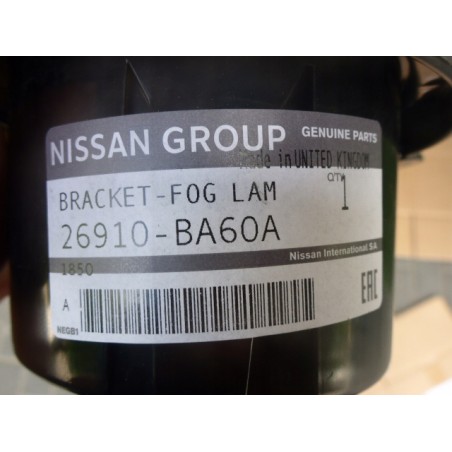 NISSAN GROUP GENUINE PARTS
Made in UNITED KINGDOM
BRACKET-FOG LAM
QTY 1
26910-BA60A
Nissan International SA
1850
A
NEGB1
EAC